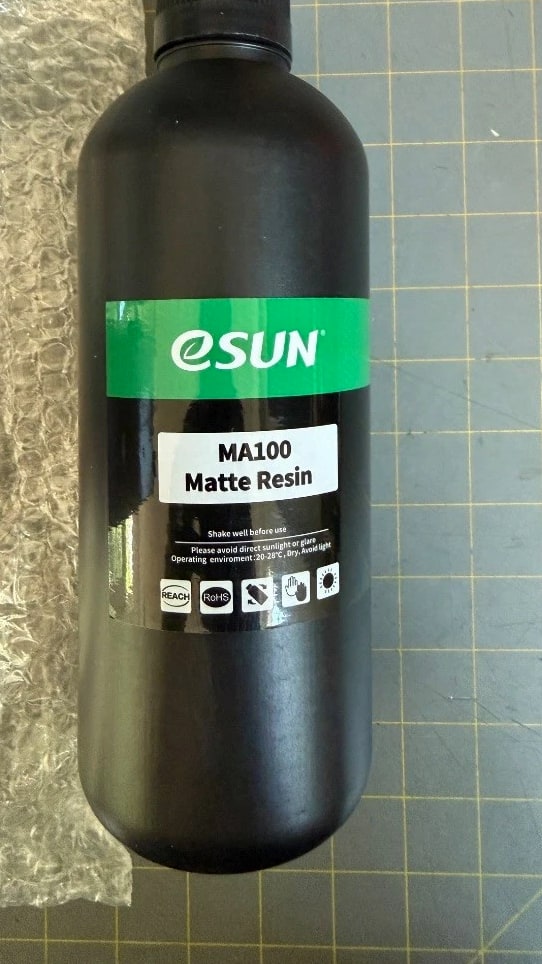 eSUN®
MA100
Matte Resin
Shake well before use
Please avoid direct sunlight or glare
Operating enviroment:20-28℃, Dry, Avoid light
REACH RoHS